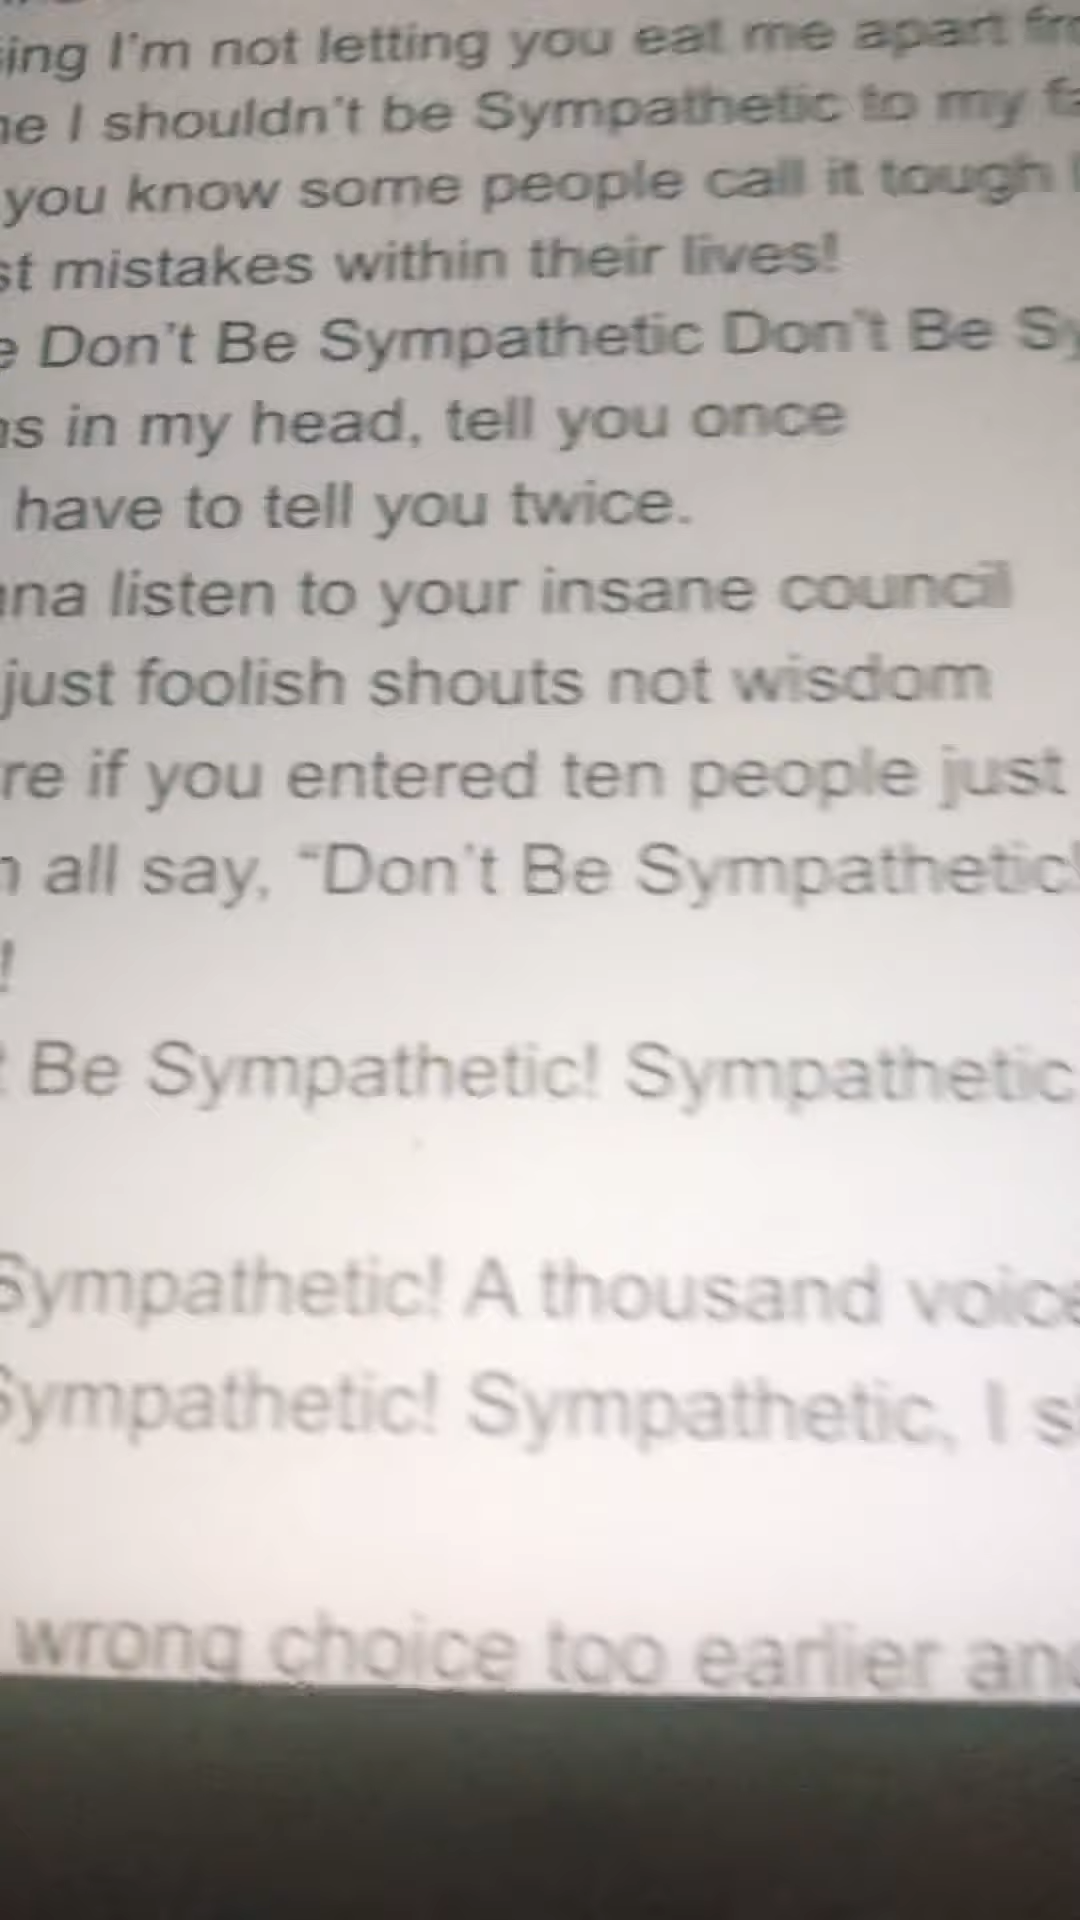 I'm not letting you eat me apart
I shouldn't be Sympathetic to my
you know some people call it tough
mistakes within their lives!
Don't Be Sympathetic Don't Be
in my head, tell you once
have to tell you twice.
listen to your insane council
just foolish shouts not wisdom
if you entered ten people just
all say, “Don't Be Sympathetic!
!
Be Sympathetic! Sympathetic
Sympathetic! A thousand
Sympathetic! Sympathetic, I
wrong choice too earlier